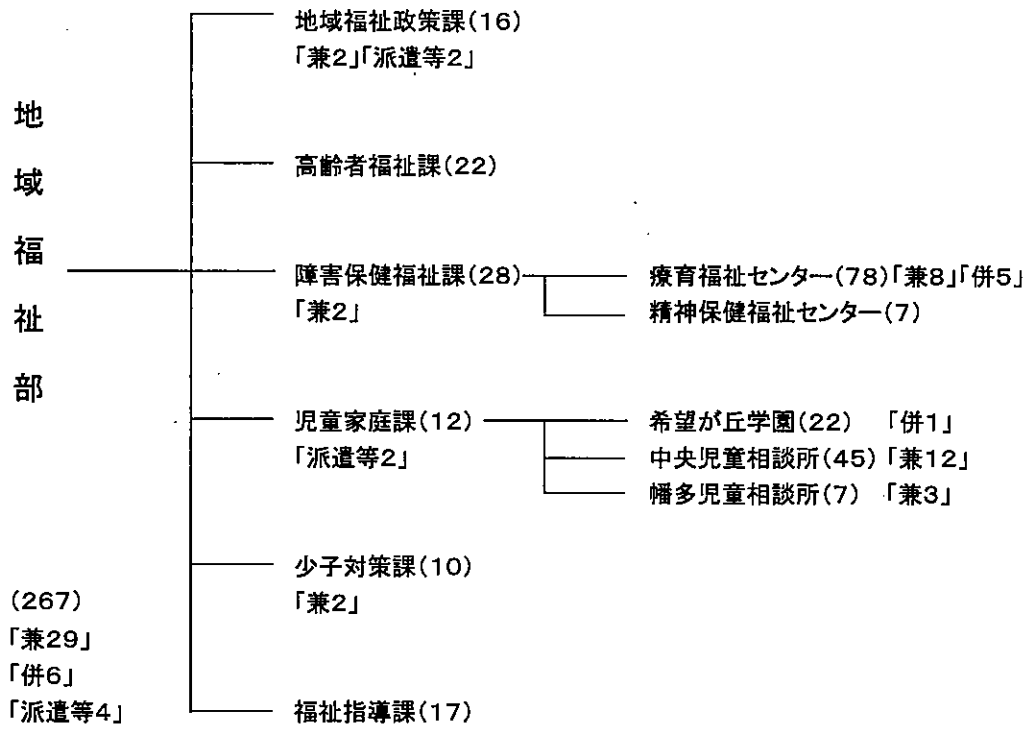 地域福祉部
(267)
「兼29」
「併6」
「派遣等4」
地域福祉政策課(16)
「兼2」「派遣等2」
高齢者福祉課(22)
障害保健福祉課(28)
「兼2」
療育福祉センター(78)「兼8」「併5」
精神保健福祉センター(7)
児童家庭課(12)
「派遣等2」
希望が丘学園(22) 「併1」
中央児童相談所(45)「兼12」
幡多児童相談所(7) 「兼3」
少子対策課(10)
「兼2」
福祉指導課(17)